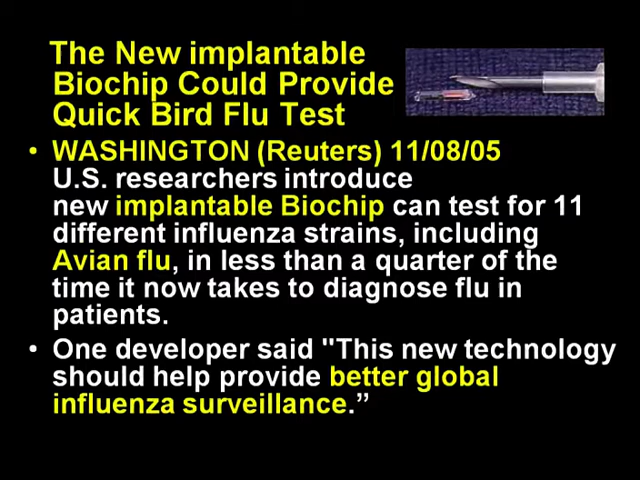 The New implantable
Biochip Could Provide
Quick Bird Flu Test
• WASHINGTON (Reuters) 11/08/05
U.S. researchers introduce
new implantable Biochip can test for 11
different influenza strains, including
Avian flu, in less than a quarter of the
time it now takes to diagnose flu in
patients.
• One developer said "This new technology
should help provide better global
influenza surveillance.”